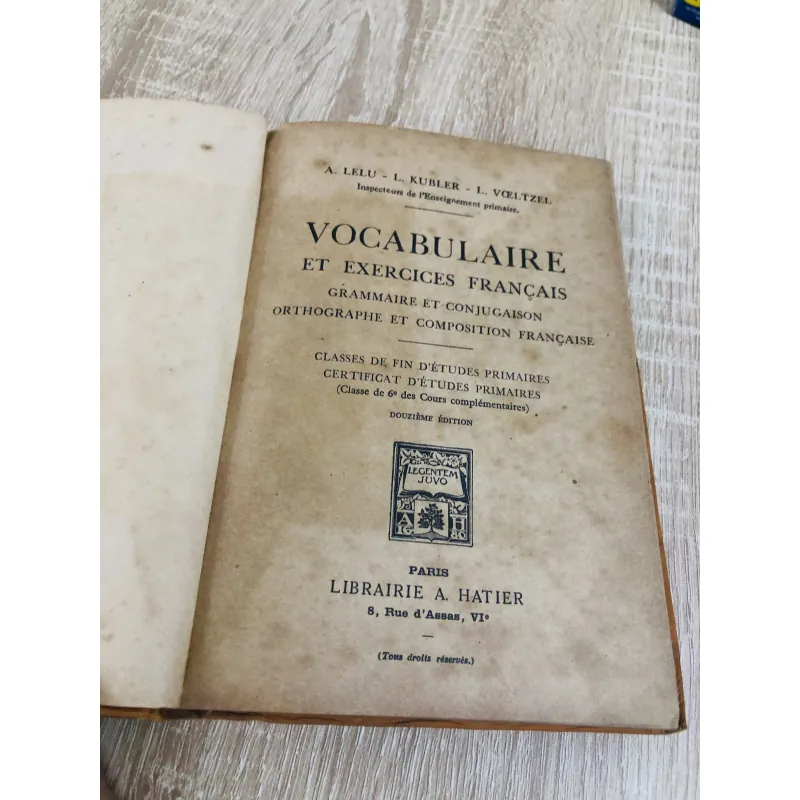 A. LELU - L. KUBLER - L. VŒLTZEL
Inspecteurs de l'Enseignement primaire.
VOCABULAIRE
ET EXERCICES FRANÇAIS
GRAMMAIRE ET CONJUGAISON
ORTHOGRAPHE ET COMPOSITION FRANÇAISE
CLASSES DE FIN D'ÉTUDES PRIMAIRES
CERTIFICAT D'ÉTUDES PRIMAIRES
(Classe de 6e des Cours complémentaires)
DOUZIÈME ÉDITION
LEGENTEM
JUVO
A H
PARIS
LIBRAIRIE A. HATIER
8, Rue d'Assas, VIe
(Tous droits réservés.)